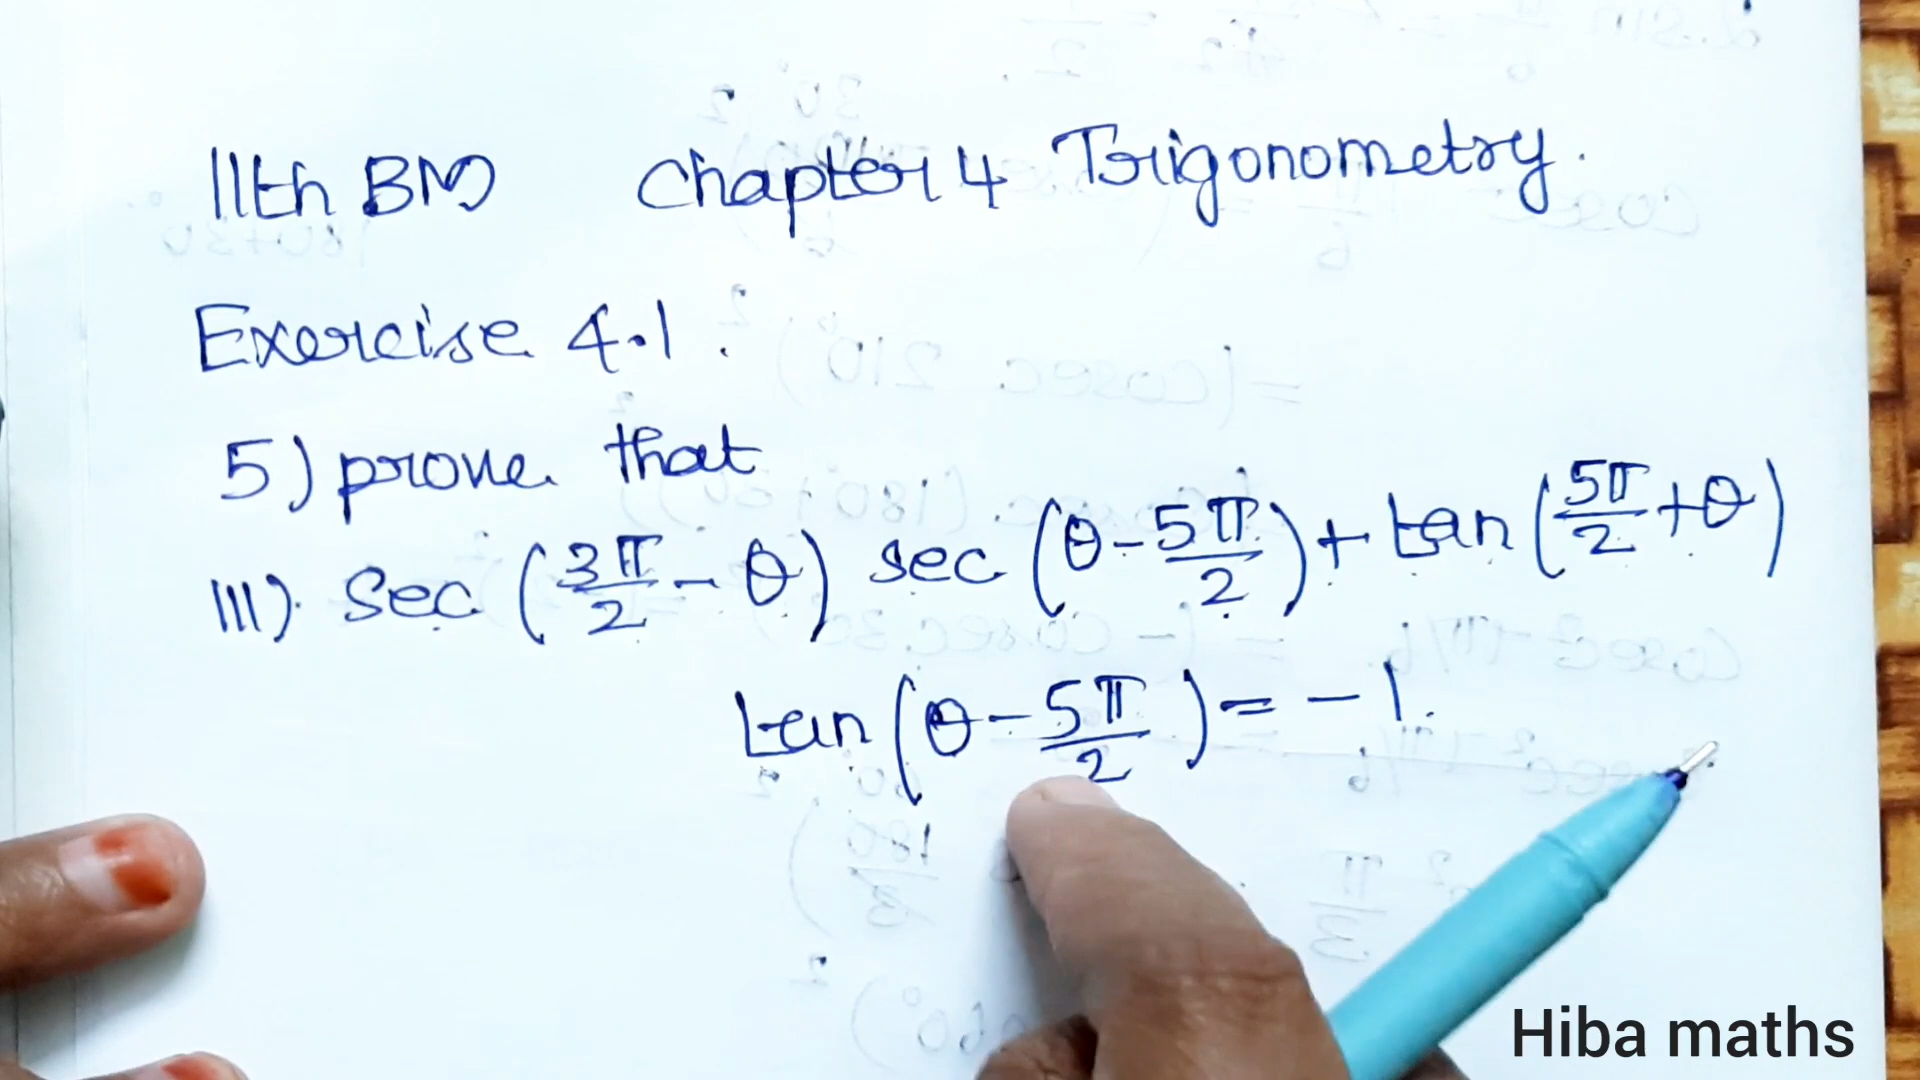 11th BM Chapter 4 Trigonometry.
Exercise 4.1.
5) prove that
III). Sec (3π/2 - θ) sec (θ - 5π/2) + tan (5π/2 + θ)
tan (θ - 5π/2) = -1.
Hiba maths